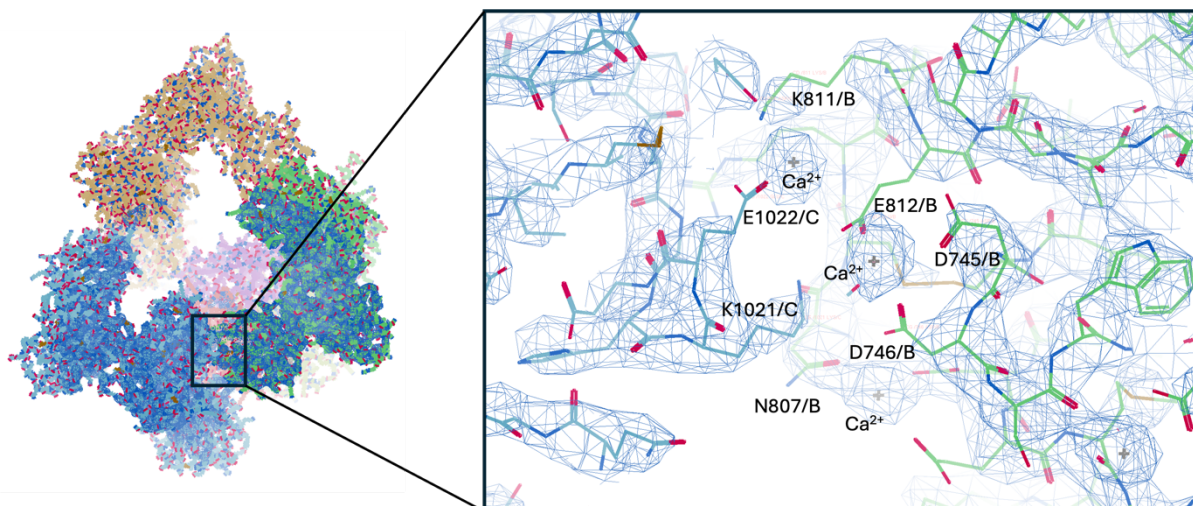 K811/B
Ca²⁺
E1022/C
E812/B
D745/B
Ca²⁺
K1021/C
D746/B
N807/B
Ca²⁺